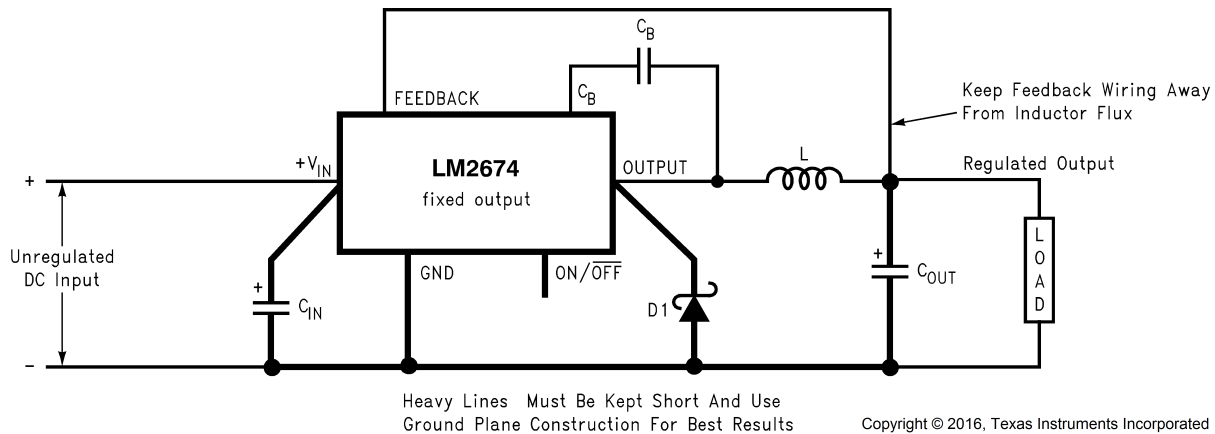 C_B
FEEDBACK
C_B
Keep Feedback Wiring Away
From Inductor Flux
+V_IN
LM2674
fixed output
OUTPUT
L
Regulated Output
+
Unregulated
DC Input
-
+
C_IN
GND
ON/O̅F̅F̅
D1
+
C_OUT
LOAD
Heavy Lines Must Be Kept Short And Use
Ground Plane Construction For Best Results
Copyright © 2016, Texas Instruments Incorporated